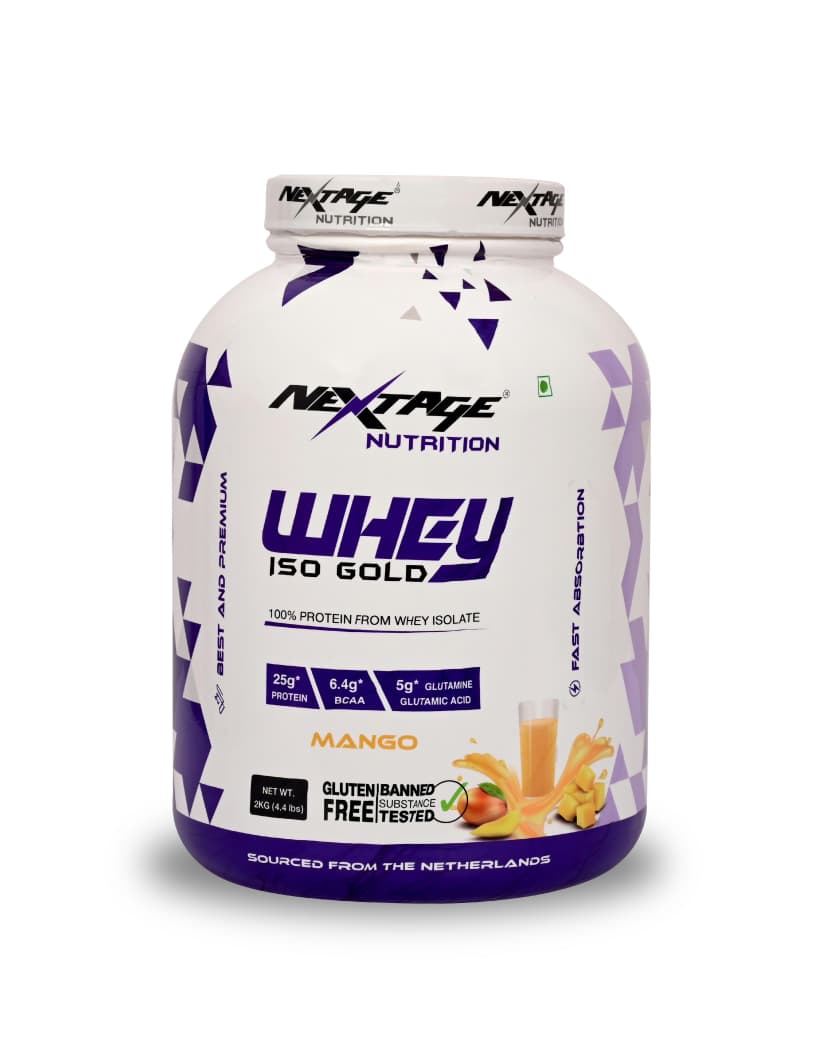 NEXTAGE®
NUTRITION
NEXTAGE
NUTRITION
NEXTAGE®
NUTRITION
WHEY
ISO GOLD
100% PROTEIN FROM WHEY ISOLATE
25g* PROTEIN
6.4g* BCAA
5g* GLUTAMINE
GLUTAMIC ACID
MANGO
NET WT.
2KG (4,4 lbs)
GLUTEN FREE
BANNED SUBSTANCE TESTED
SOURCED FROM THE NETHERLANDS
BEST AND PREMIUM
FAST ABSORBTION